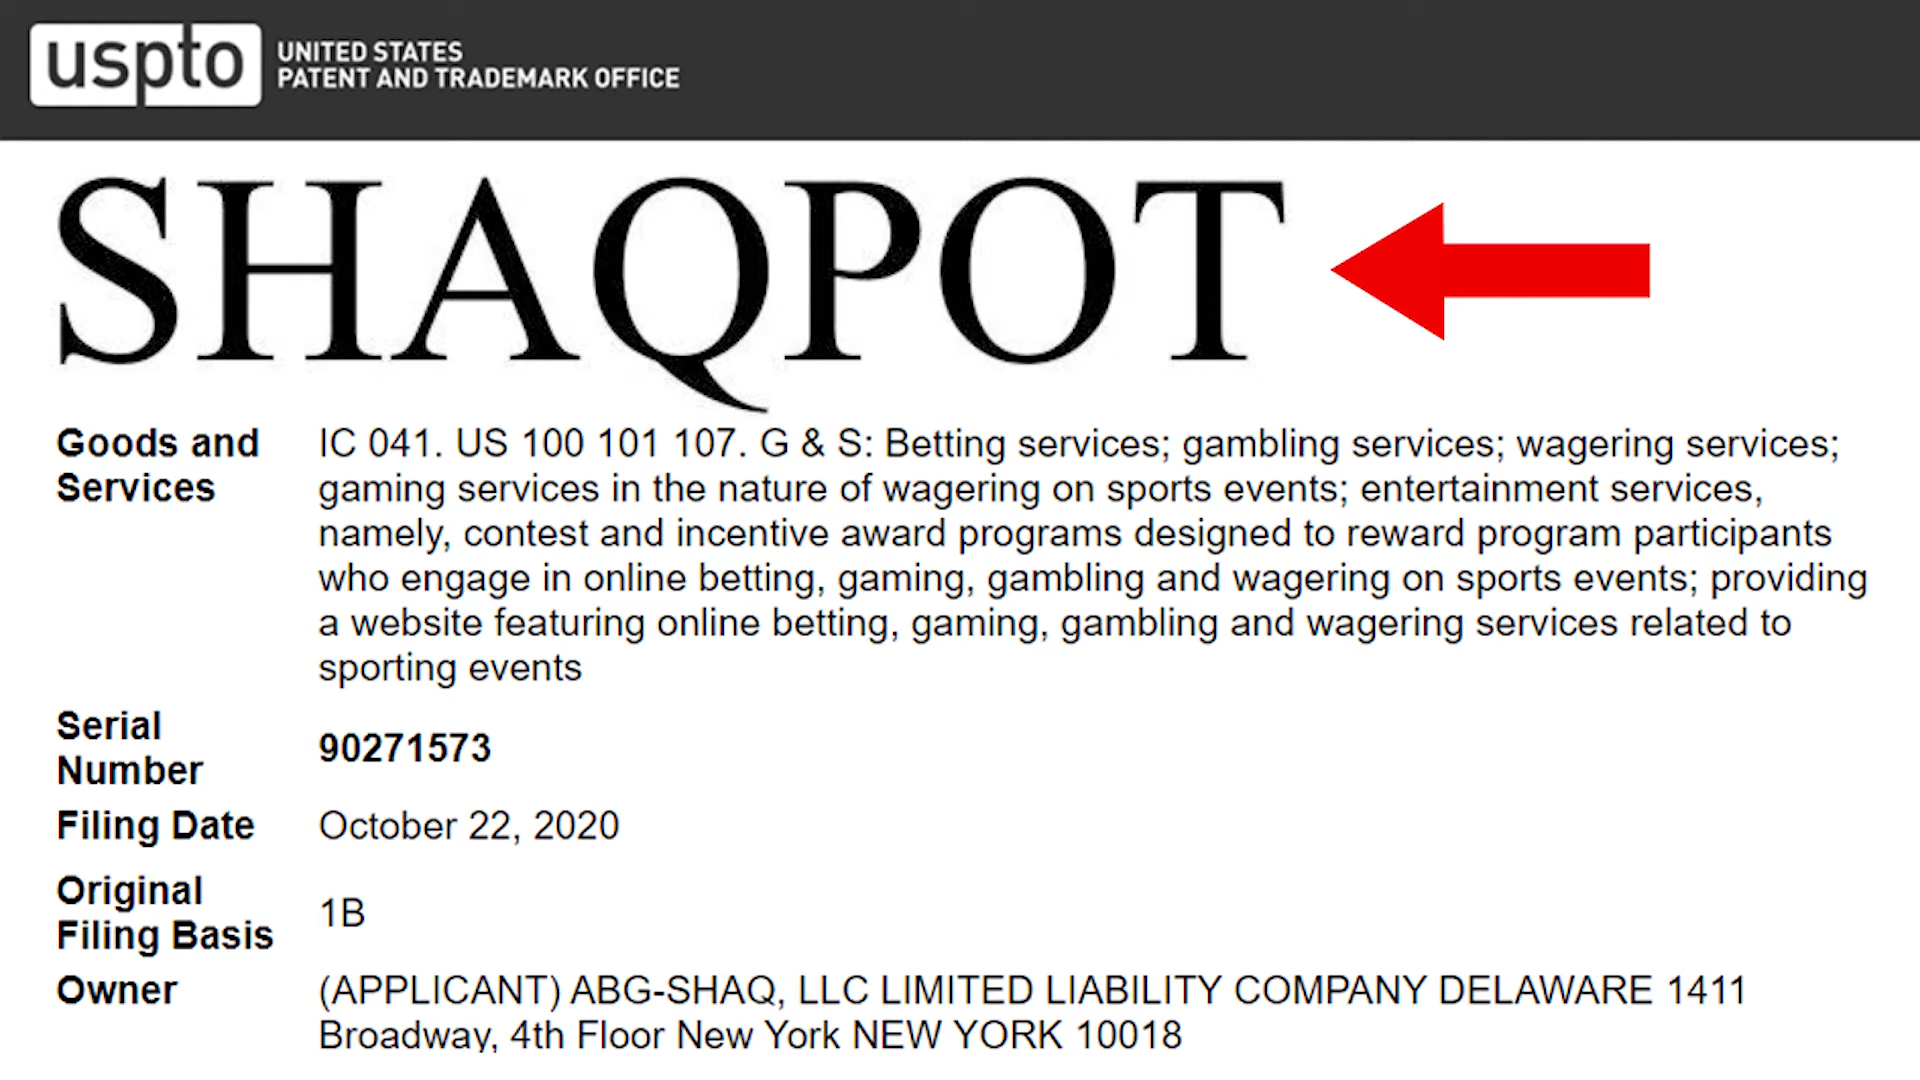 uspto
UNITED STATES
PATENT AND TRADEMARK OFFICE
SHAQPOT
Goods and
Services
IC 041. US 100 101 107. G & S: Betting services; gambling services; wagering services;
gaming services in the nature of wagering on sports events; entertainment services,
namely, contest and incentive award programs designed to reward program participants
who engage in online betting, gaming, gambling and wagering on sports events; providing
a website featuring online betting, gaming, gambling and wagering services related to
sporting events
Serial
Number
90271573
Filing Date
October 22, 2020
Original
Filing Basis
1B
Owner
(APPLICANT) ABG-SHAQ, LLC LIMITED LIABILITY COMPANY DELAWARE 1411
Broadway, 4th Floor New York NEW YORK 10018